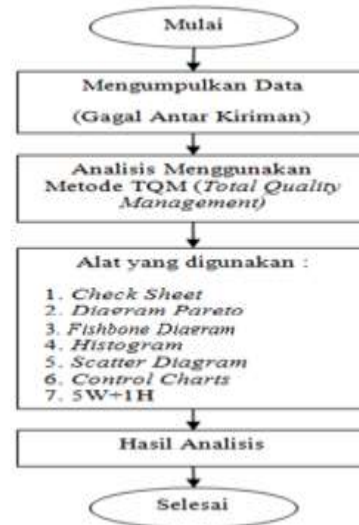 Mulai
Mengumpulkan Data
(Gagal Antar Kiriman)
Analisis Menggunakan
Metode TQM (Total Quality
Management)
Alat yang digunakan :
1. Check Sheet
2. Diagram Pareto
3. Fishbone Diagram
4. Histogram
5. Scatter Diagram
6. Control Charts
7. 5W+1H
Hasil Analisis
Selesai